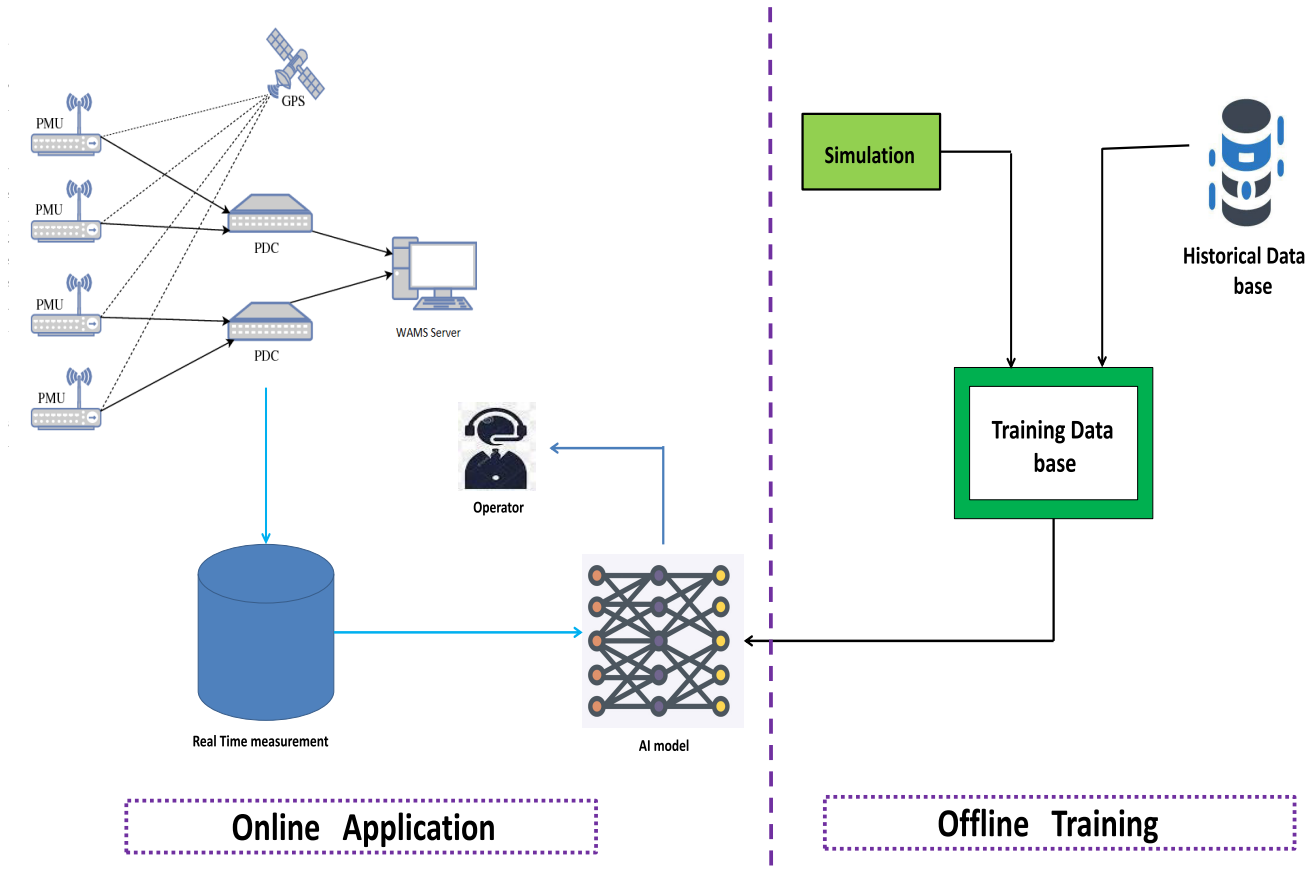 GPS
PMU
PMU
PDC
PMU
WAMS Server
PDC
PMU
Operator
Real Time measurement
AI model
Online Application
Simulation
Historical Data
base
Training Data
base
Offline Training